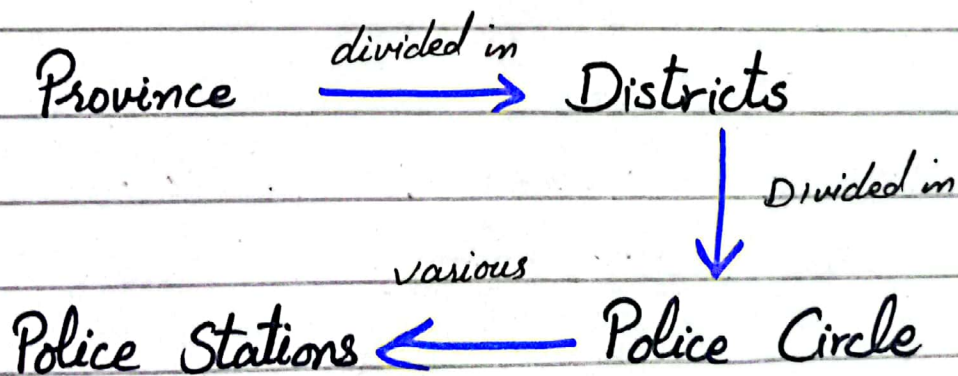 divided in
Province Districts
Divided in
various
Police Stations Police Circle